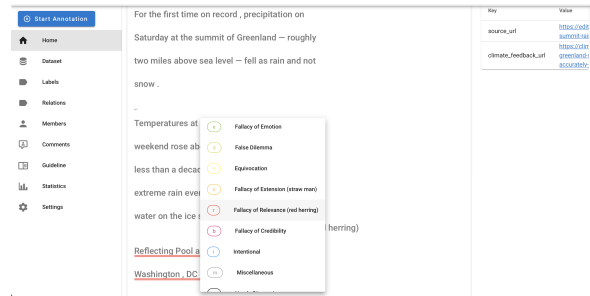 Start Annotation
Home
Dataset
Labels
Relations
Members
Comments
Guideline
Statistics
Settings
For the first time on record , precipitation on
Saturday at the summit of Greenland — roughly
two miles above sea level — fell as rain and not
snow .
Temperatures at
weekend rose ab
less than a decad
extreme rain ever
water on the ice s
l herring)
Reflecting Pool a
Washington , DC
Fallacy of Emotion
False Dilemma
Equivocation
Fallacy of Extension (straw man)
r Fallacy of Relevance (red herring)
b Fallacy of Credibility
i Intentional
m Miscellaneous
Key Value
source_url https://edit
summit-rai
climate_feedback_url https://clim
greenland-
accurately-